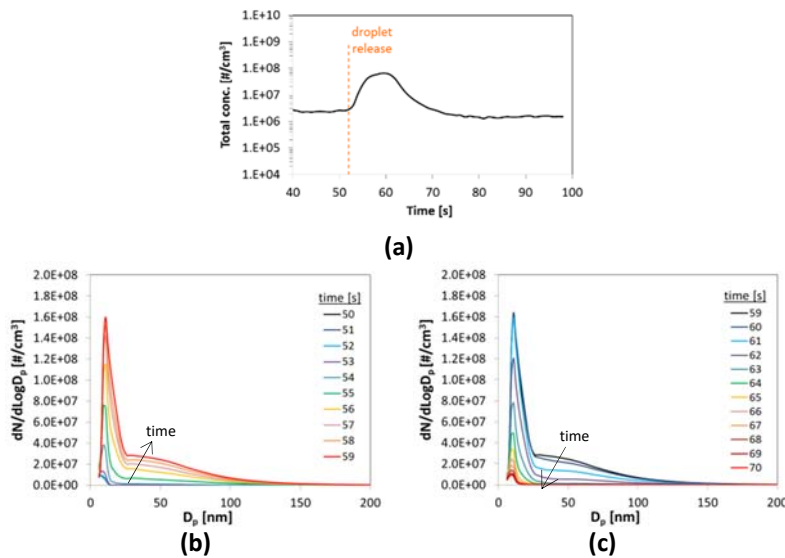 1.E+10
1.E+09
1.E+08
1.E+07
1.E+06
1.E+05
1.E+04
Total conc. [#/cm³]
droplet
release
40 50 60 70 80 90 100
Time [s]
(a)
2.0E+08
1.8E+08
1.6E+08
1.4E+08
1.2E+08
1.0E+08
8.0E+07
6.0E+07
4.0E+07
2.0E+07
0.0E+00
dN/dLogDp [#/cm³]
time [s]
50
51
52
53
54
55
56
57
58
59
time
0 50 100 150 200
Dp [nm]
(b)
2.0E+08
1.8E+08
1.6E+08
1.4E+08
1.2E+08
1.0E+08
8.0E+07
6.0E+07
4.0E+07
2.0E+07
0.0E+00
dN/dLogDp [#/cm³]
time [s]
59
60
61
62
63
64
65
66
67
68
69
70
time
0 50 100 150 200
Dp [nm]
(c)